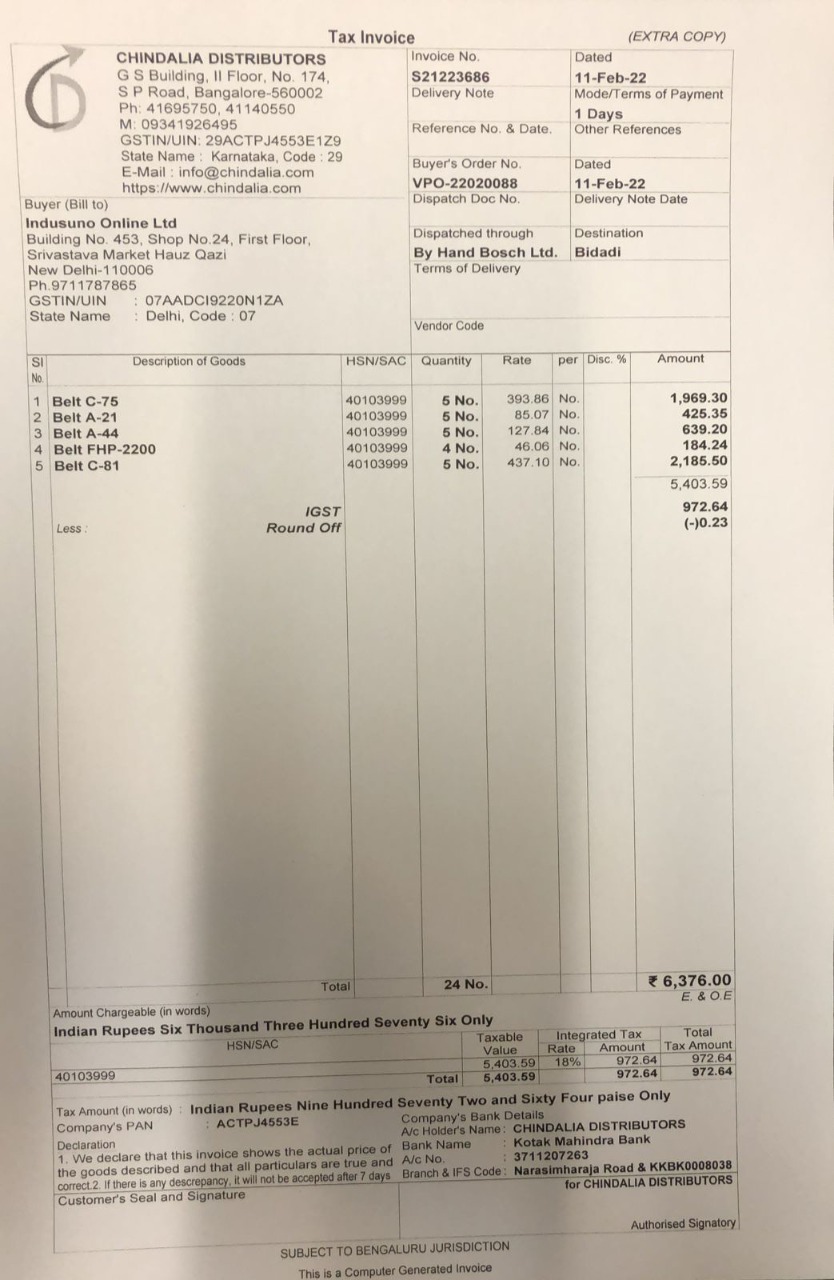 Tax Invoice
(EXTRA COPY)
CHINDALIA DISTRIBUTORS
G S Building, II Floor, No. 174,
S P Road, Bangalore-560002
Ph: 41695750, 41140550
M: 09341926495
GSTIN/UIN: 29ACTPJ4553E1Z9
State Name : Karnataka, Code : 29
E-Mail : info@chindalia.com
https://www.chindalia.com
Invoice No. Dated
S21223686 11-Feb-22
Delivery Note Mode/Terms of Payment
1 Days
Reference No. & Date. Other References
Buyer's Order No. Dated
VPO-22020088 11-Feb-22
Dispatch Doc No. Delivery Note Date
Dispatched through Destination
By Hand Bosch Ltd. Bidadi
Terms of Delivery
Vendor Code
Buyer (Bill to)
Indusuno Online Ltd
Building No. 453, Shop No.24, First Floor,
Srivastava Market Hauz Qazi
New Delhi-110006
Ph.9711787865
GSTIN/UIN : 07AADCI9220N1ZA
State Name : Delhi, Code : 07
Sl Description of Goods HSN/SAC Quantity Rate per Disc. % Amount
No.
1 Belt C-75 40103999 5 No. 393.86 No. 1,969.30
2 Belt A-21 40103999 5 No. 85.07 No. 425.35
3 Belt A-44 40103999 5 No. 127.84 No. 639.20
4 Belt FHP-2200 40103999 4 No. 46.06 No. 184.24
5 Belt C-81 40103999 5 No. 437.10 No. 2,185.50
5,403.59
IGST 972.64
Less : Round Off (-)0.23
Total 24 No. ₹ 6,376.00
E. & O.E
Amount Chargeable (in words)
Indian Rupees Six Thousand Three Hundred Seventy Six Only
HSN/SAC Taxable Integrated Tax Total
Value Rate Amount Tax Amount
40103999 5,403.59 18% 972.64 972.64
Total 5,403.59 972.64 972.64
Tax Amount (in words) : Indian Rupees Nine Hundred Seventy Two and Sixty Four paise Only
Company's PAN : ACTPJ4553E
Declaration
1. We declare that this invoice shows the actual price of
the goods described and that all particulars are true and
correct.2. If there is any descrepancy, it will not be accepted after 7 days
Company's Bank Details
A/c Holder's Name : CHINDALIA DISTRIBUTORS
Bank Name : Kotak Mahindra Bank
A/c No. : 3711207263
Branch & IFS Code : Narasimharaja Road & KKBK0008038
Customer's Seal and Signature
for CHINDALIA DISTRIBUTORS
Authorised Signatory
SUBJECT TO BENGALURU JURISDICTION
This is a Computer Generated Invoice